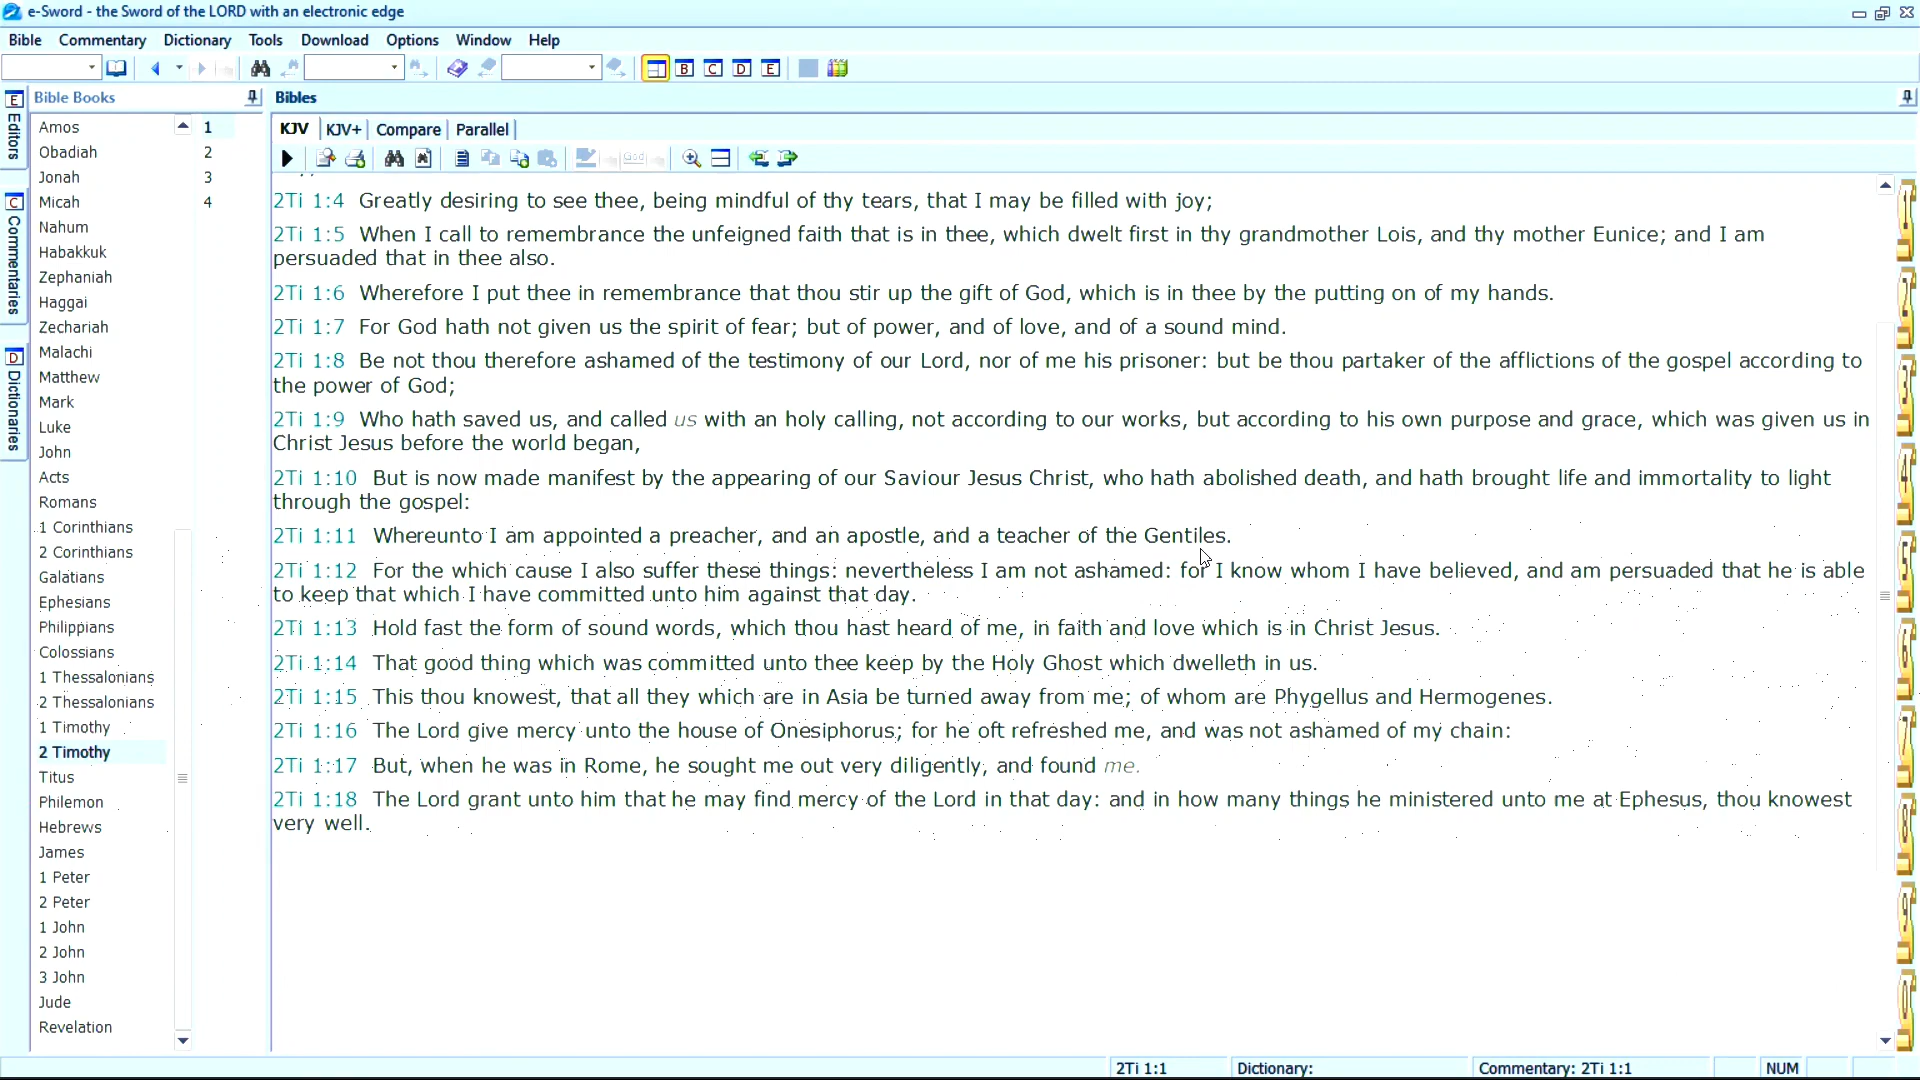 e-Sword - the Sword of the LORD with an electronic edge
Bible Commentary Dictionary Tools Download Options Window Help
B C D E
Bible Books
Bibles
E Editors
C Commentaries
D Dictionaries
Amos
Obadiah
Jonah
Micah
Nahum
Habakkuk
Zephaniah
Haggai
Zechariah
Malachi
Matthew
Mark
Luke
John
Acts
Romans
1 Corinthians
2 Corinthians
Galatians
Ephesians
Philippians
Colossians
1 Thessalonians
2 Thessalonians
1 Timothy
2 Timothy
Titus
Philemon
Hebrews
James
1 Peter
2 Peter
1 John
2 John
3 John
Jude
Revelation
1
2
3
4
KJV KJV+ Compare Parallel
God
2Ti 1:4 Greatly desiring to see thee, being mindful of thy tears, that I may be filled with joy;
2Ti 1:5 When I call to remembrance the unfeigned faith that is in thee, which dwelt first in thy grandmother Lois, and thy mother Eunice; and I am
persuaded that in thee also.
2Ti 1:6 Wherefore I put thee in remembrance that thou stir up the gift of God, which is in thee by the putting on of my hands.
2Ti 1:7 For God hath not given us the spirit of fear; but of power, and of love, and of a sound mind.
2Ti 1:8 Be not thou therefore ashamed of the testimony of our Lord, nor of me his prisoner: but be thou partaker of the afflictions of the gospel according to
the power of God;
2Ti 1:9 Who hath saved us, and called us with an holy calling, not according to our works, but according to his own purpose and grace, which was given us in
Christ Jesus before the world began,
2Ti 1:10 But is now made manifest by the appearing of our Saviour Jesus Christ, who hath abolished death, and hath brought life and immortality to light
through the gospel:
2Ti 1:11 Whereunto I am appointed a preacher, and an apostle, and a teacher of the Gentiles.
2Ti 1:12 For the which cause I also suffer these things: nevertheless I am not ashamed: for I know whom I have believed, and am persuaded that he is able
to keep that which I have committed unto him against that day.
2Ti 1:13 Hold fast the form of sound words, which thou hast heard of me, in faith and love which is in Christ Jesus.
2Ti 1:14 That good thing which was committed unto thee keep by the Holy Ghost which dwelleth in us.
2Ti 1:15 This thou knowest, that all they which are in Asia be turned away from me; of whom are Phygellus and Hermogenes.
2Ti 1:16 The Lord give mercy unto the house of Onesiphorus; for he oft refreshed me, and was not ashamed of my chain:
2Ti 1:17 But, when he was in Rome, he sought me out very diligently, and found me.
2Ti 1:18 The Lord grant unto him that he may find mercy of the Lord in that day: and in how many things he ministered unto me at Ephesus, thou knowest
very well.
2Ti 1:1 Dictionary: Commentary: 2Ti 1:1 NUM